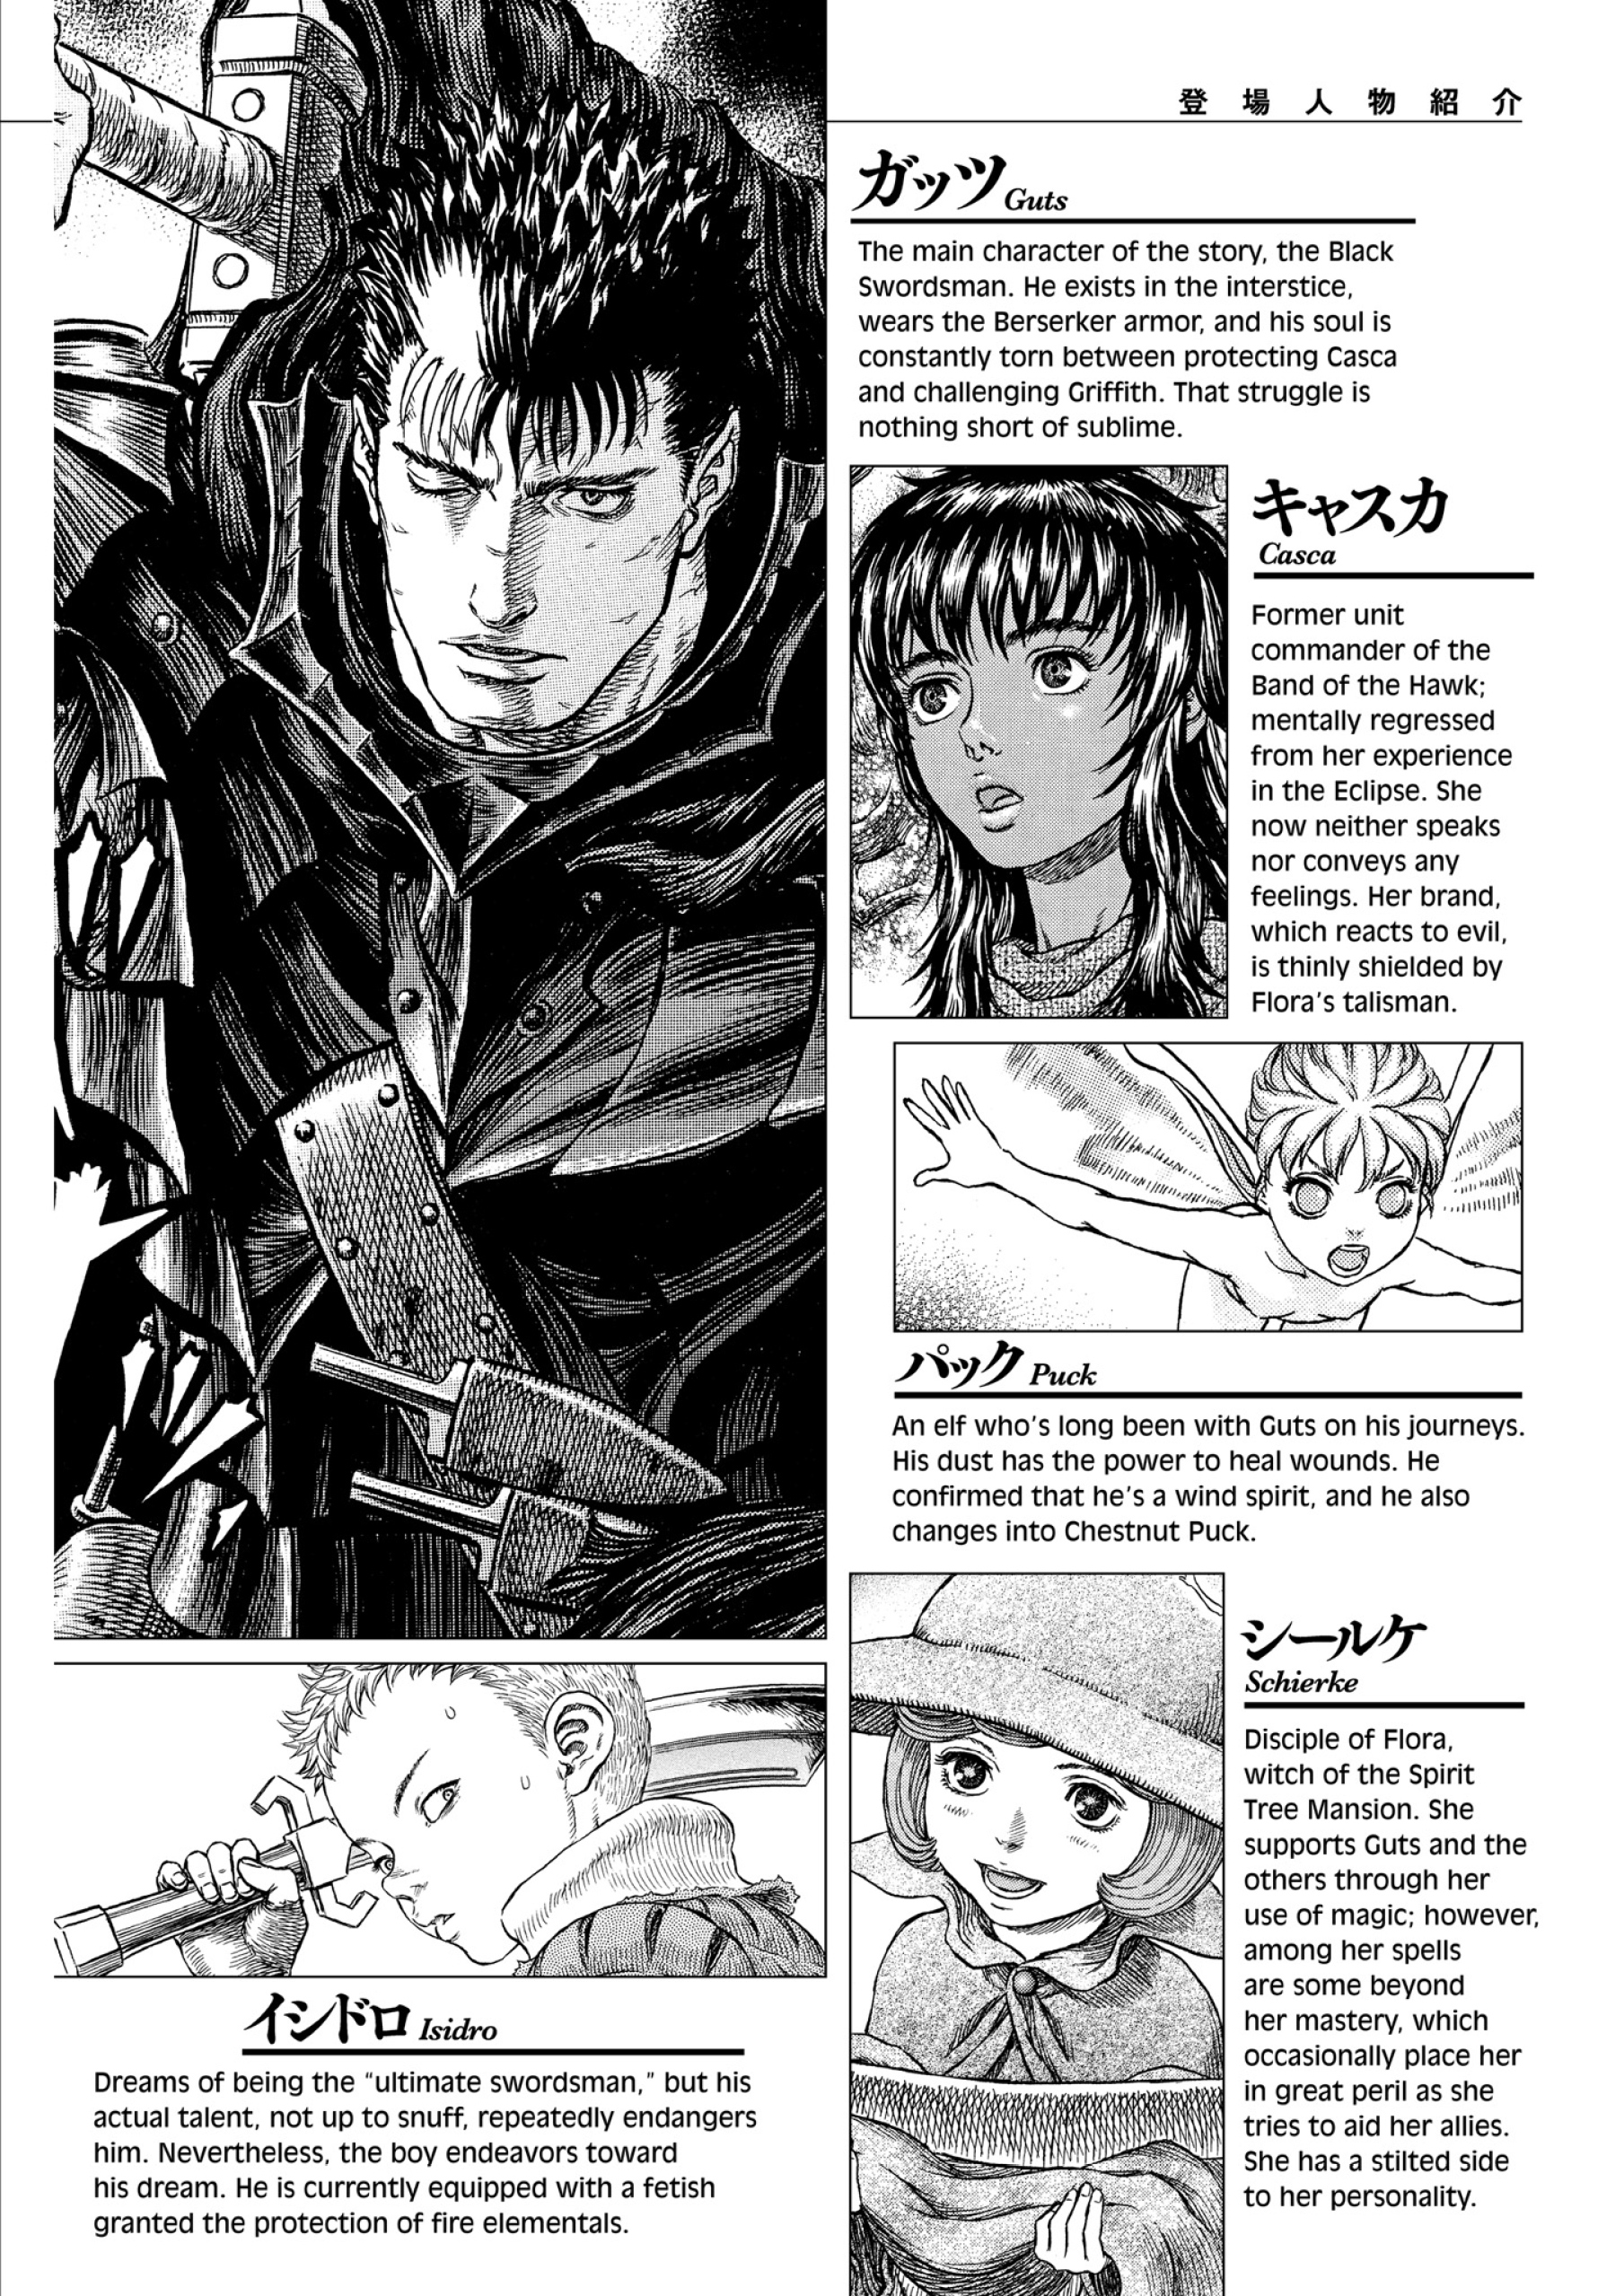 登場人物紹介
ガッツ Guts
The main character of the story, the Black
Swordsman. He exists in the interstice,
wears the Berserker armor, and his soul is
constantly torn between protecting Casca
and challenging Griffith. That struggle is
nothing short of sublime.
キャスカ
Casca
Former unit
commander of the
Band of the Hawk;
mentally regressed
from her experience
in the Eclipse. She
now neither speaks
nor conveys any
feelings. Her brand,
which reacts to evil,
is thinly shielded by
Flora's talisman.
パック Puck
An elf who's long been with Guts on his journeys.
His dust has the power to heal wounds. He
confirmed that he's a wind spirit, and he also
changes into Chestnut Puck.
シールケ
Schierke
Disciple of Flora,
witch of the Spirit
Tree Mansion. She
supports Guts and the
others through her
use of magic; however,
among her spells
are some beyond
her mastery, which
occasionally place her
in great peril as she
tries to aid her allies.
She has a stilted side
to her personality.
イシドロ Isidro
Dreams of being the "ultimate swordsman," but his
actual talent, not up to snuff, repeatedly endangers
him. Nevertheless, the boy endeavors toward
his dream. He is currently equipped with a fetish
granted the protection of fire elementals.